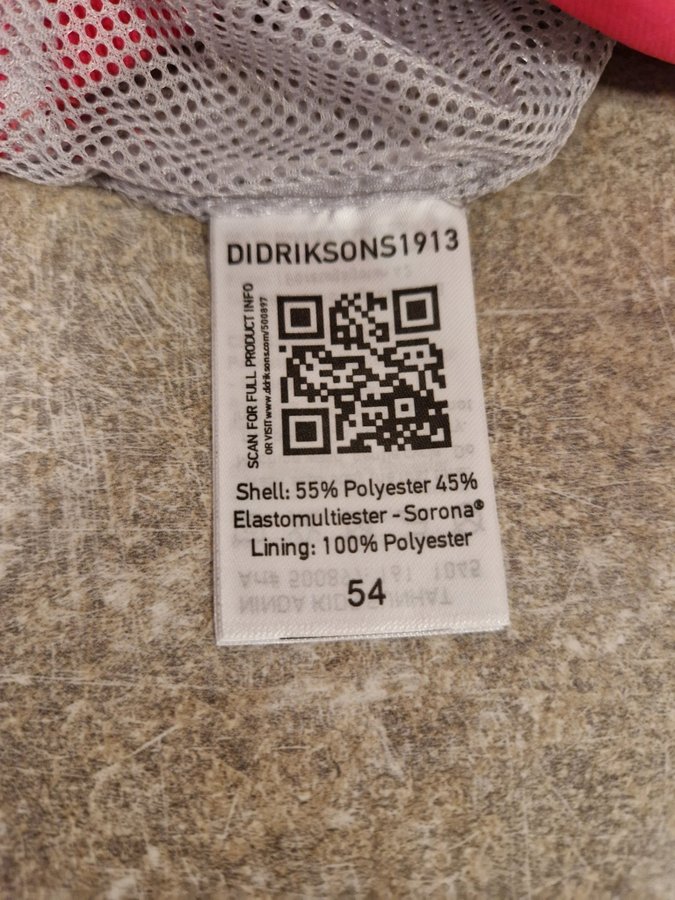 DIDRIKSONS1913
SCAN FOR FULL PRODUCT INFO
OR VISIT www.didriksons.com/500897
Shell: 55% Polyester 45%
Elastomultiester - Sorona®
Lining: 100% Polyester
54